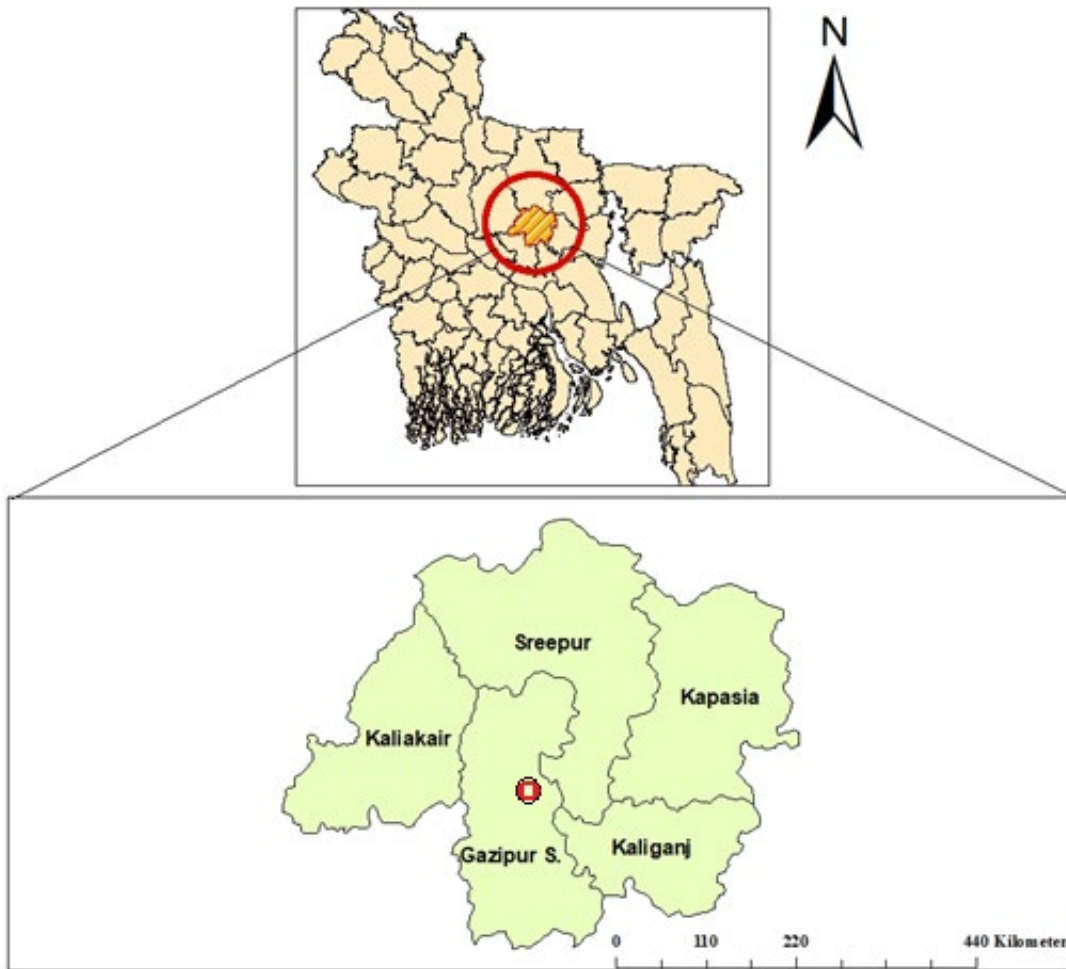 N
Sreepur
Kapasia
Kaliakair
Kaliganj
Gazipur S.
0 110 220 440 Kilometer